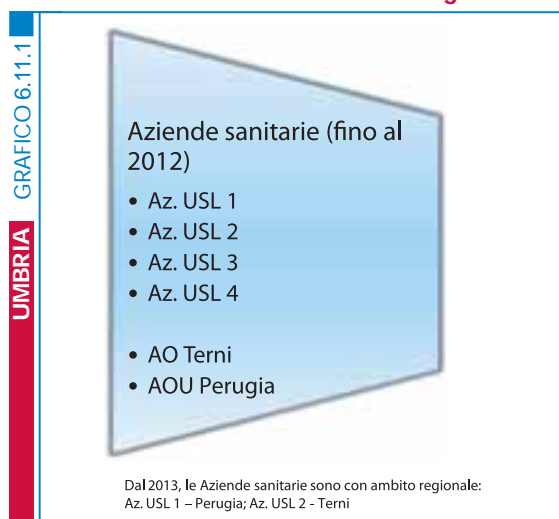 GRAFICO 6.11.1
UMBRIA
Aziende sanitarie (fino al
2012)
• Az. USL 1
• Az. USL 2
• Az. USL 3
• Az. USL 4
• AO Terni
• AOU Perugia
Dal 2013, le Aziende sanitarie sono con ambito regionale:
Az. USL 1 – Perugia; Az. USL 2 - Terni